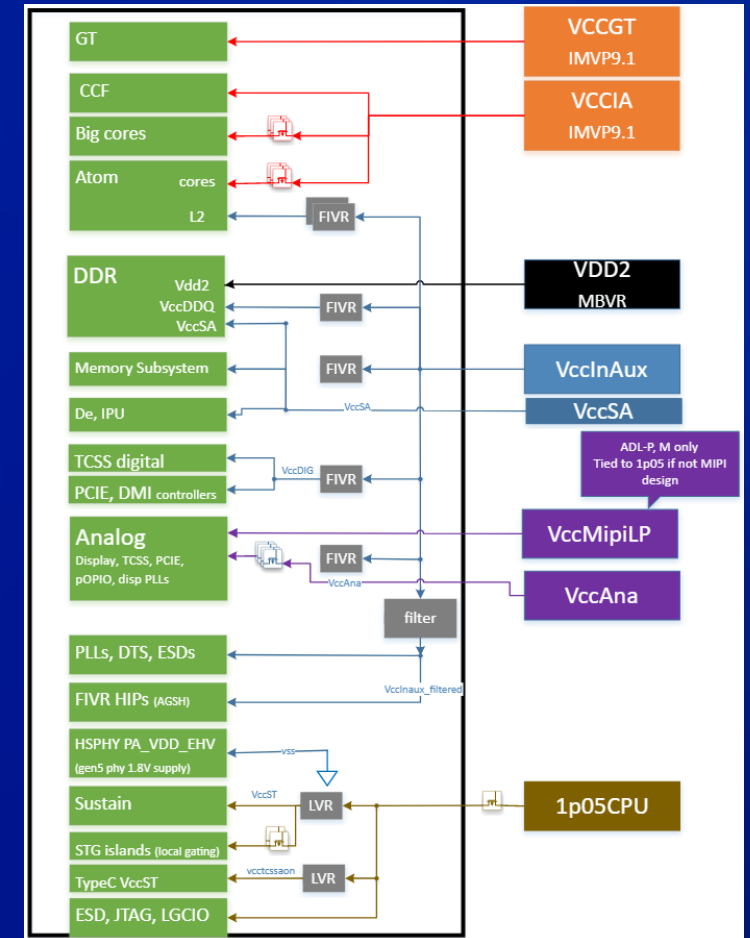 GT
VCCGT
IMVP9.1
CCF
VCCIA
IMVP9.1
Big cores
Atom
cores
L2
FIVR
DDR
Vdd2
VccDDQ
VccSA
FIVR
VDD2
MBVR
Memory Subsystem
FIVR
VccInAux
De, IPU
VccSA
VccSA
ADL-P, M only
Tied to 1p05 if not MIPI
design
TCSS digital
VccDIG
FIVR
PCIE, DMI controllers
Analog
Display, TCSS, PCIE,
pOPIO, disp PLLs
VccMipiLP
FIVR
VccAna
VccAna
filter
PLLs, DTS, ESDs
VccInaux_filtered
FIVR HIPs (AGSH)
HSPHY PA_VDD_EHV
(gen5 phy 1.8V supply)
vss
Sustain
VccST
LVR
1p05CPU
STG islands (local gating)
TypeC VccST
vcctcssaon
LVR
ESD, JTAG, LGCIO